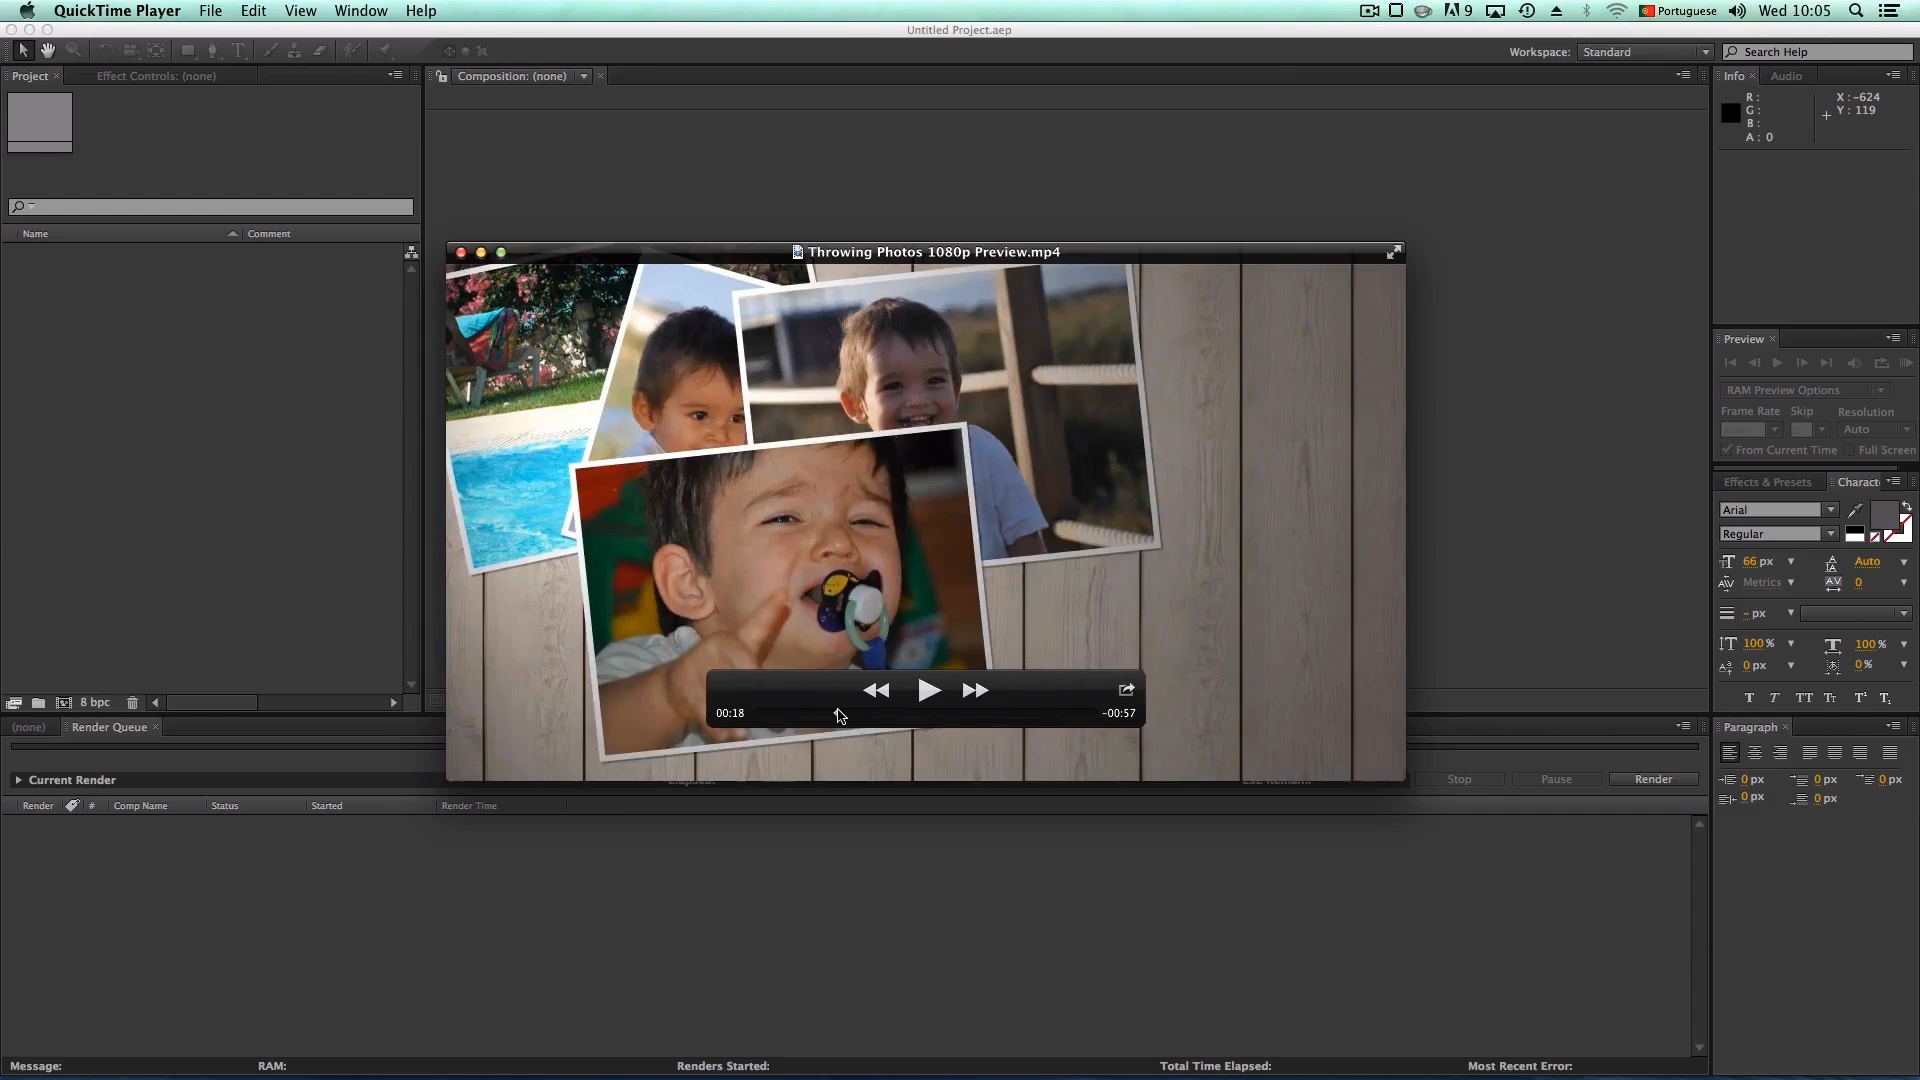 QuickTime Player File Edit View Window Help
9 Portuguese Wed 10:05
Untitled Project.aep
Workspace: Standard Search Help
Project Effect Controls: (none) Composition: (none) Info Audio
R: X: -624
G: Y: 119
B:
A: 0
Name Comment
Throwing Photos 1080p Preview.mp4
Preview
RAM Preview Options
Frame Rate Skip Resolution
Auto
From Current Time Full Screen
Effects & Presets Charact
Arial
Regular
66 px Auto
Metrics 0
- px
100 % 100 %
0 px 0 %
T T TT Tr T¹ T₁
8 bpc
00:18 -00:57
(none) Render Queue
Paragraph
Current Render
Stop Pause Render
0 px 0 px 0 px
0 px 0 px
Render # Comp Name Status Started Render Time
Message: RAM: Renders Started: Total Time Elapsed: Most Recent Error: